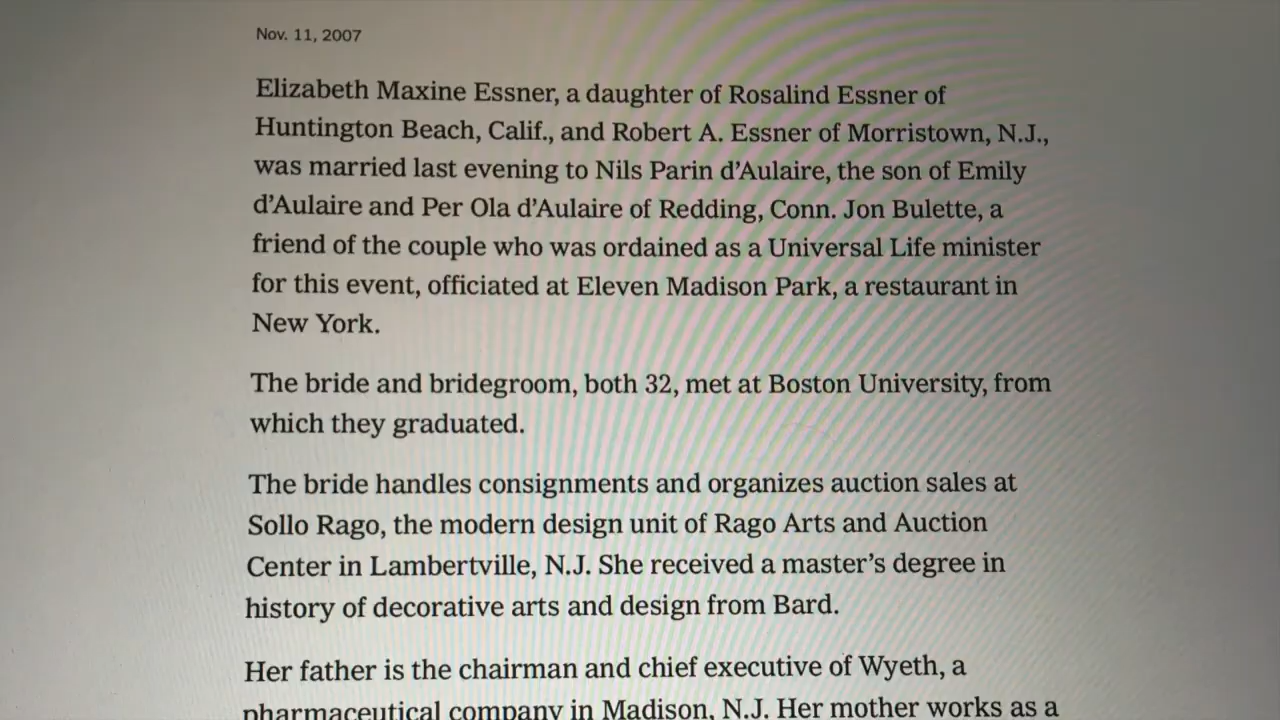 Nov. 11, 2007
Elizabeth Maxine Essner, a daughter of Rosalind Essner of
Huntington Beach, Calif., and Robert A. Essner of Morristown, N.J.,
was married last evening to Nils Parin d’Aulaire, the son of Emily
d’Aulaire and Per Ola d’Aulaire of Redding, Conn. Jon Bulette, a
friend of the couple who was ordained as a Universal Life minister
for this event, officiated at Eleven Madison Park, a restaurant in
New York.
The bride and bridegroom, both 32, met at Boston University, from
which they graduated.
The bride handles consignments and organizes auction sales at
Sollo Rago, the modern design unit of Rago Arts and Auction
Center in Lambertville, N.J. She received a master’s degree in
history of decorative arts and design from Bard.
Her father is the chairman and chief executive of Wyeth, a
pharmaceutical company in Madison, N.J. Her mother works as a